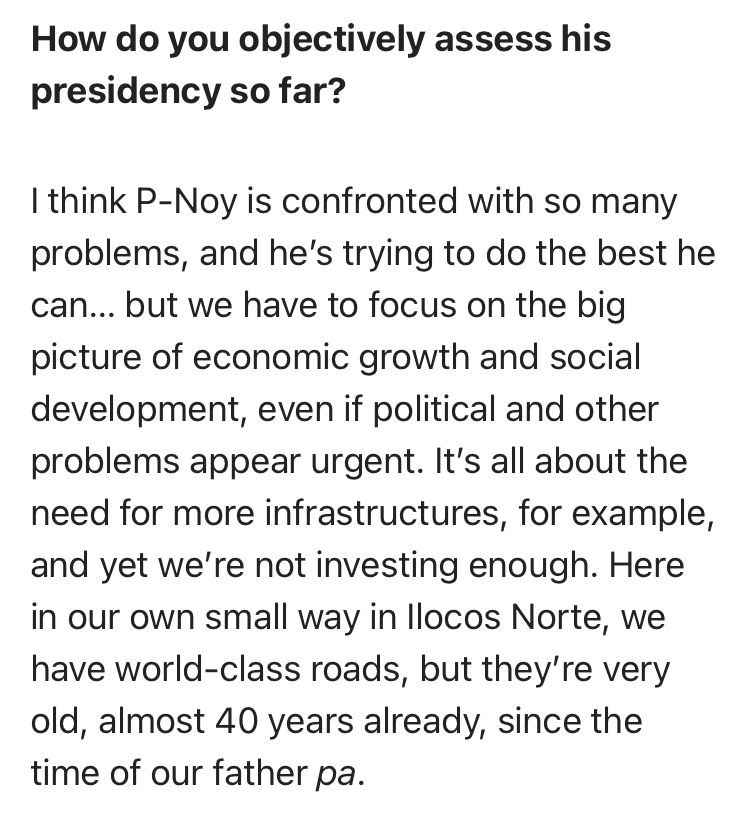 How do you objectively assess his
presidency so far?
I think P-Noy is confronted with so many
problems, and he’s trying to do the best he
can... but we have to focus on the big
picture of economic growth and social
development, even if political and other
problems appear urgent. It’s all about the
need for more infrastructures, for example,
and yet we’re not investing enough. Here
in our own small way in Ilocos Norte, we
have world-class roads, but they’re very
old, almost 40 years already, since the
time of our father pa.